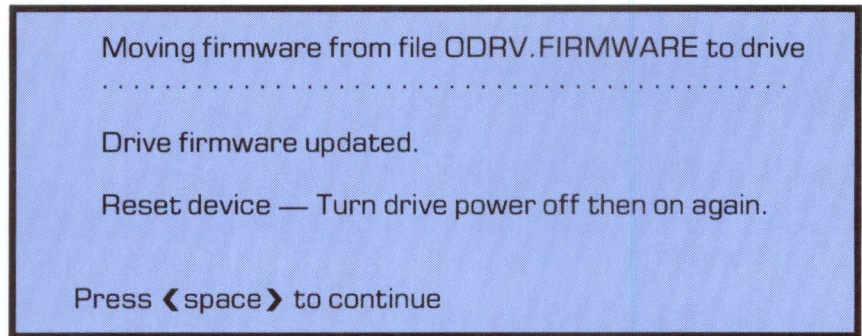 Moving firmware from file ODRV.FIRMWARE to drive
. . . . . . . . . . . . . . . . . . . . . . . . . . . . . . . . . . . . . . . . . . . . . . .
Drive firmware updated.
Reset device — Turn drive power off then on again.
Press ❮space❯ to continue